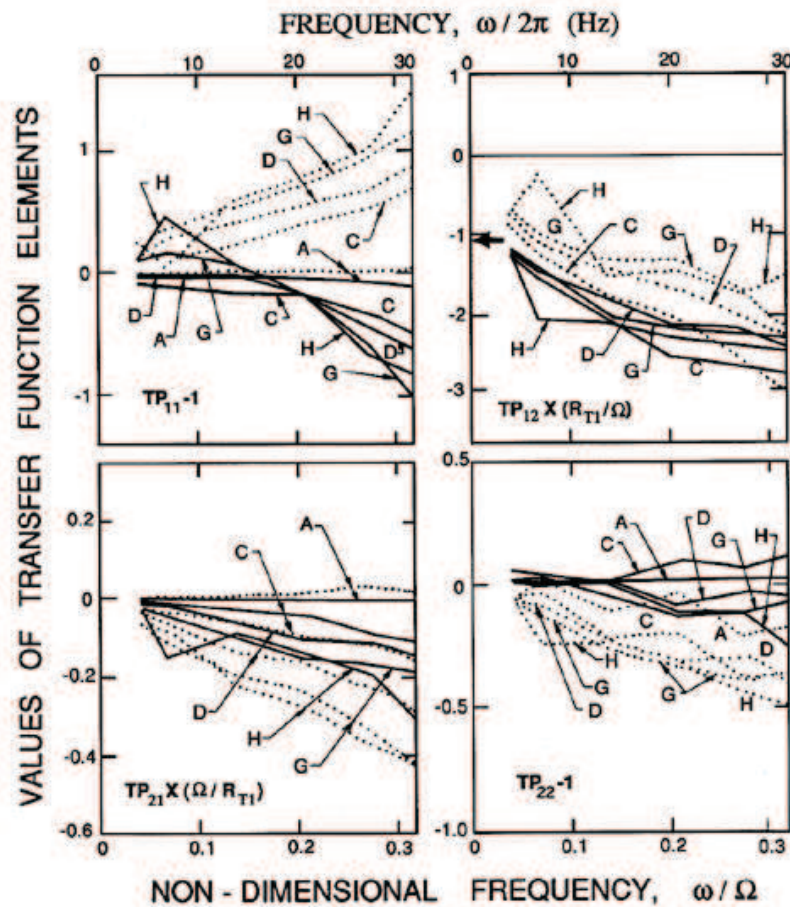 FREQUENCY, ω / 2π (Hz)
0 10 20 30
0 10 20 30
VALUES OF TRANSFER FUNCTION ELEMENTS
1
0
-1
H
G
D
C
A
H
D
A
G
C
C
H
D
G
TP₁₁-1
1
0
-1
-2
-3
H
G
C
G
D
H
H
D
G
C
TP₁₂ X (R_T1/Ω)
0.2
0
-0.2
-0.4
-0.6
A
C
D
H
G
TP₂₁ X (Ω/R_T1)
0 0.1 0.2 0.3
0.5
0
-0.5
-1.0
A
C
D
G
H
C
A
D
H
G
D
G
H
TP₂₂-1
0 0.1 0.2 0.3
NON - DIMENSIONAL FREQUENCY, ω/Ω